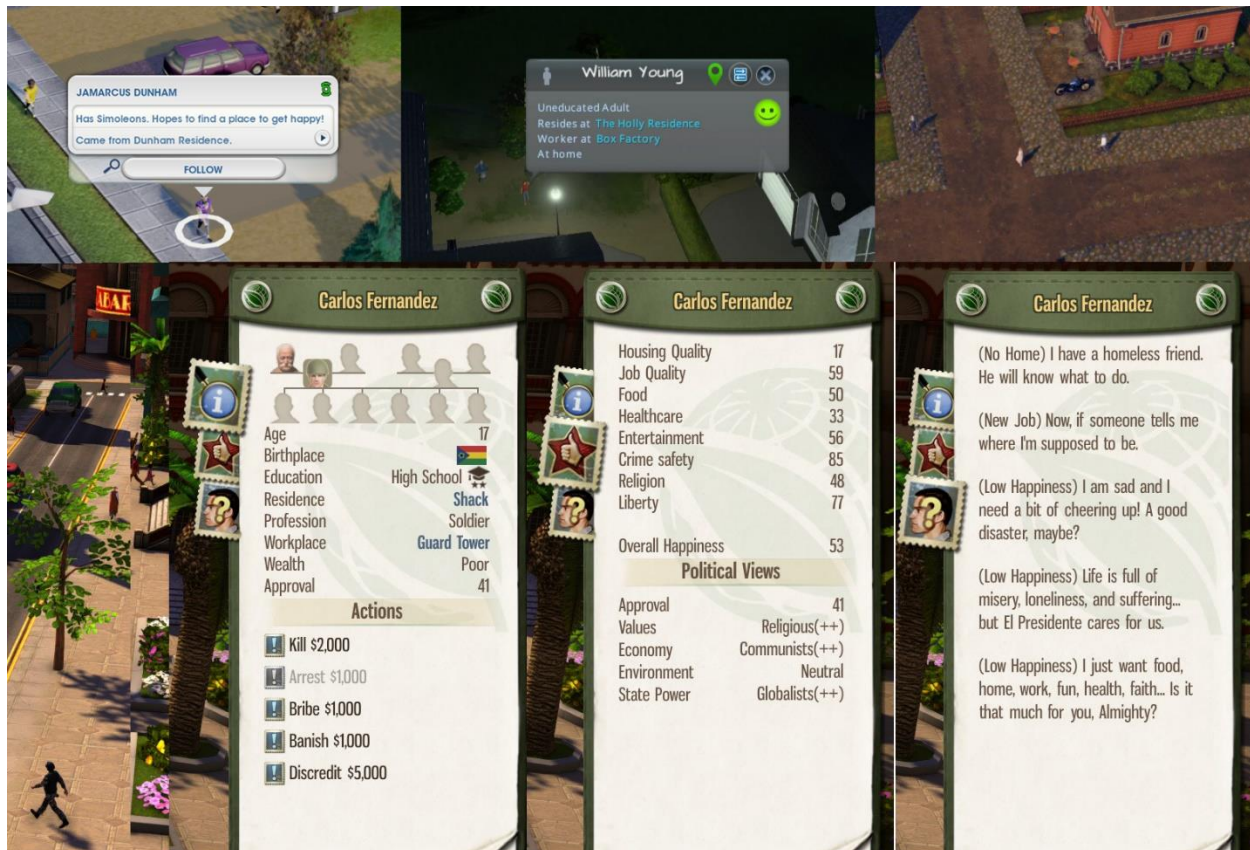 JAMARCUS DUNHAM
Has Simoleons. Hopes to find a place to get happy!
Came from Dunham Residence.
FOLLOW
William Young
Uneducated Adult
Resides at The Holly Residence
Worker at Box Factory
At home
ABAR
Carlos Fernandez
Age 17
Birthplace
Education High School
Residence Shack
Profession Soldier
Workplace Guard Tower
Wealth Poor
Approval 41
Actions
Kill $2,000
Arrest $1,000
Bribe $1,000
Banish $1,000
Discredit $5,000
Carlos Fernandez
Housing Quality 17
Job Quality 59
Food 50
Healthcare 33
Entertainment 56
Crime safety 85
Religion 48
Liberty 77
Overall Happiness 53
Political Views
Approval 41
Values Religious(++)
Economy Communists(++)
Environment Neutral
State Power Globalists(++)
Carlos Fernandez
(No Home) I have a homeless friend.
He will know what to do.
(New Job) Now, if someone tells me
where I'm supposed to be.
(Low Happiness) I am sad and I
need a bit of cheering up! A good
disaster, maybe?
(Low Happiness) Life is full of
misery, loneliness, and suffering...
but El Presidente cares for us.
(Low Happiness) I just want food,
home, work, fun, health, faith... Is it
that much for you, Almighty?